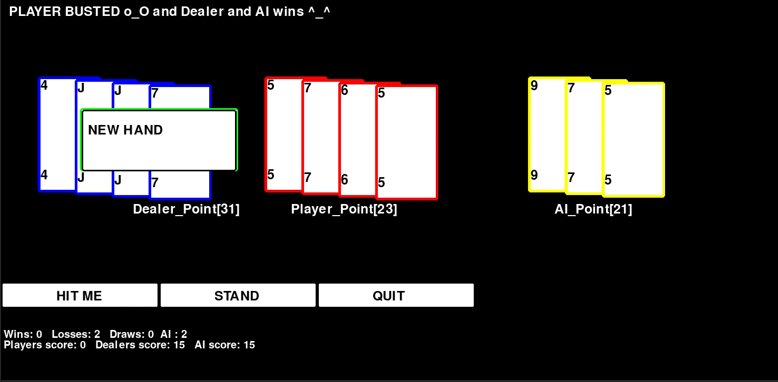 PLAYER BUSTED o_O and Dealer and AI wins ^_^
4 J J 7
5 7 6 5
9 7 5
NEW HAND
4 J J 7
5 7 6 5
9 7 5
Dealer_Point[31] Player_Point[23] AI_Point[21]
HIT ME STAND QUIT
Wins: 0 Losses: 2 Draws: 0 AI : 2
Players score: 0 Dealers score: 15 AI score: 15